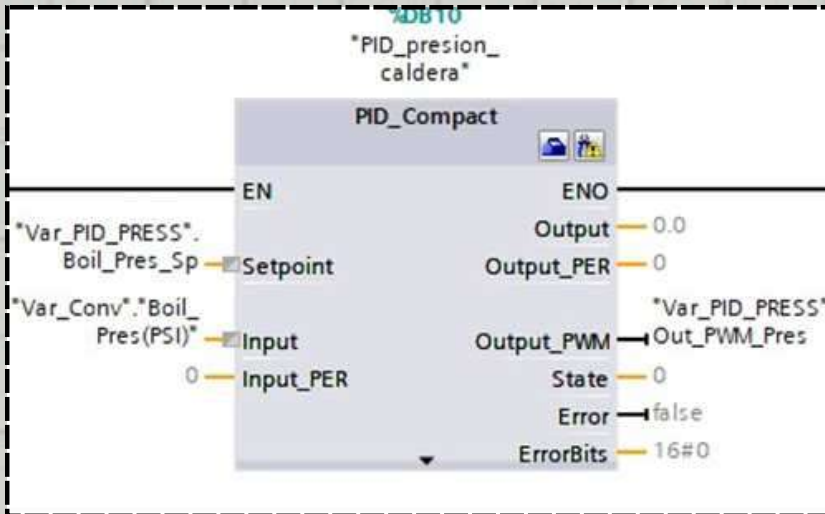 %DB10
"PID_presion_
caldera"
PID_Compact
EN
ENO
"Var_PID_PRESS".
Boil_Pres_Sp
Setpoint
Output
0.0
Output_PER
0
"Var_Conv"."Boil_
Pres(PSI)"
Input
"Var_PID_PRESS"
Output_PWM
Out_PWM_Pres
0
Input_PER
State
0
Error
false
ErrorBits
16#0